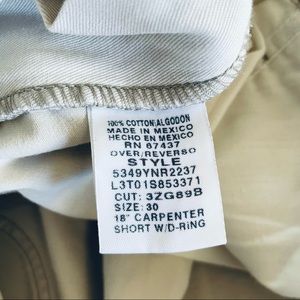 100% COTTON/ALGODON
MADE IN MEXICO
HECHO EN MEXICO
RN 67437
OVER/REVERSO
STYLE
5349YNR2237
L3T01S853371
CUT: 3ZG89B
SIZE: 30
18" CARPENTER
SHORT W/D-RING